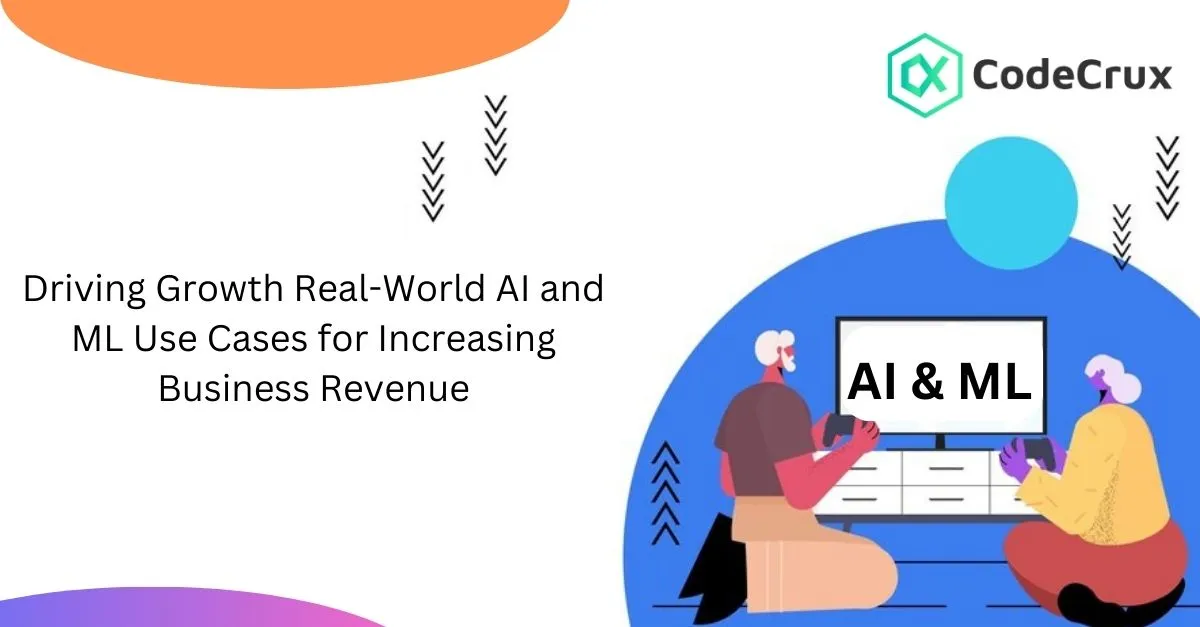 CodeCrux
Driving Growth Real-World AI and
ML Use Cases for Increasing
Business Revenue
AI & ML